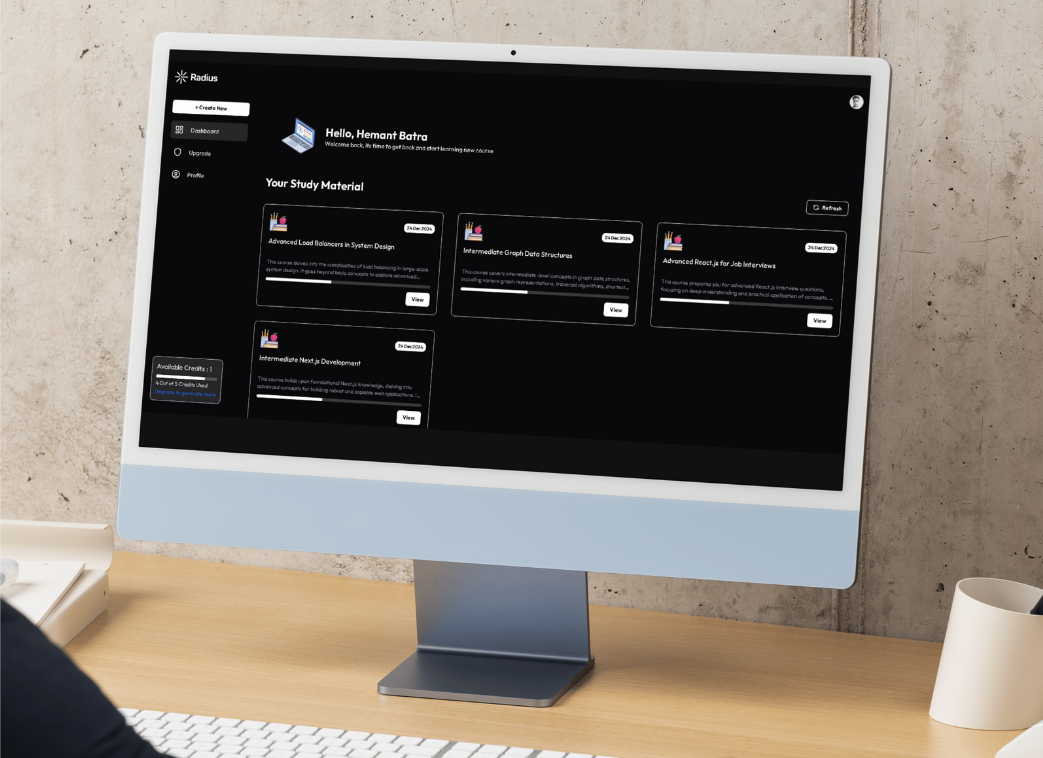 Radius
+ Create New
Dashboard
Upgrade
Profile
Hello, Hemant Batra
Welcome back, its time to get back and start learning new course
Your Study Material
Refresh
24 Dec 2024
Advanced Load Balancers in System Design
This course delves into the complexities of load balancing in large-scale
system design. It goes beyond basic concepts to explore advanced...
View
24 Dec 2024
Intermediate Graph Data Structures
This course covers intermediate-level concepts in graph data structures,
including various graph representations, traversal algorithms, shortest...
View
24 Dec 2024
Advanced React.js for Job Interviews
This course prepares you for advanced React.js interview questions,
focusing on deep understanding and practical application of concepts. ...
View
24 Dec 2024
Intermediate Next.js Development
This course builds upon foundational Next.js knowledge, delving into
advanced concepts for building robust and scalable web applications. I...
View
Available Credits : 1
4 Out of 5 Credits Used
Upgrade to generate more